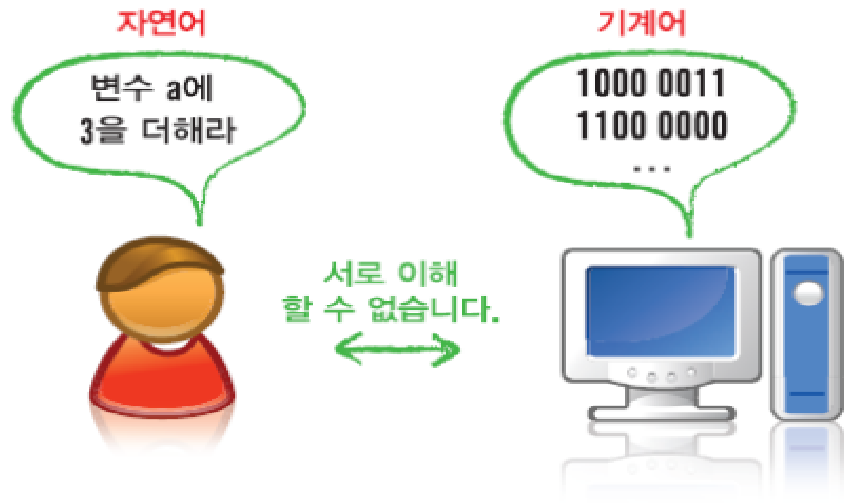 자연어
변수 a에
3을 더해라
기계어
1000 0011
1100 0000
...
서로 이해
할 수 없습니다.